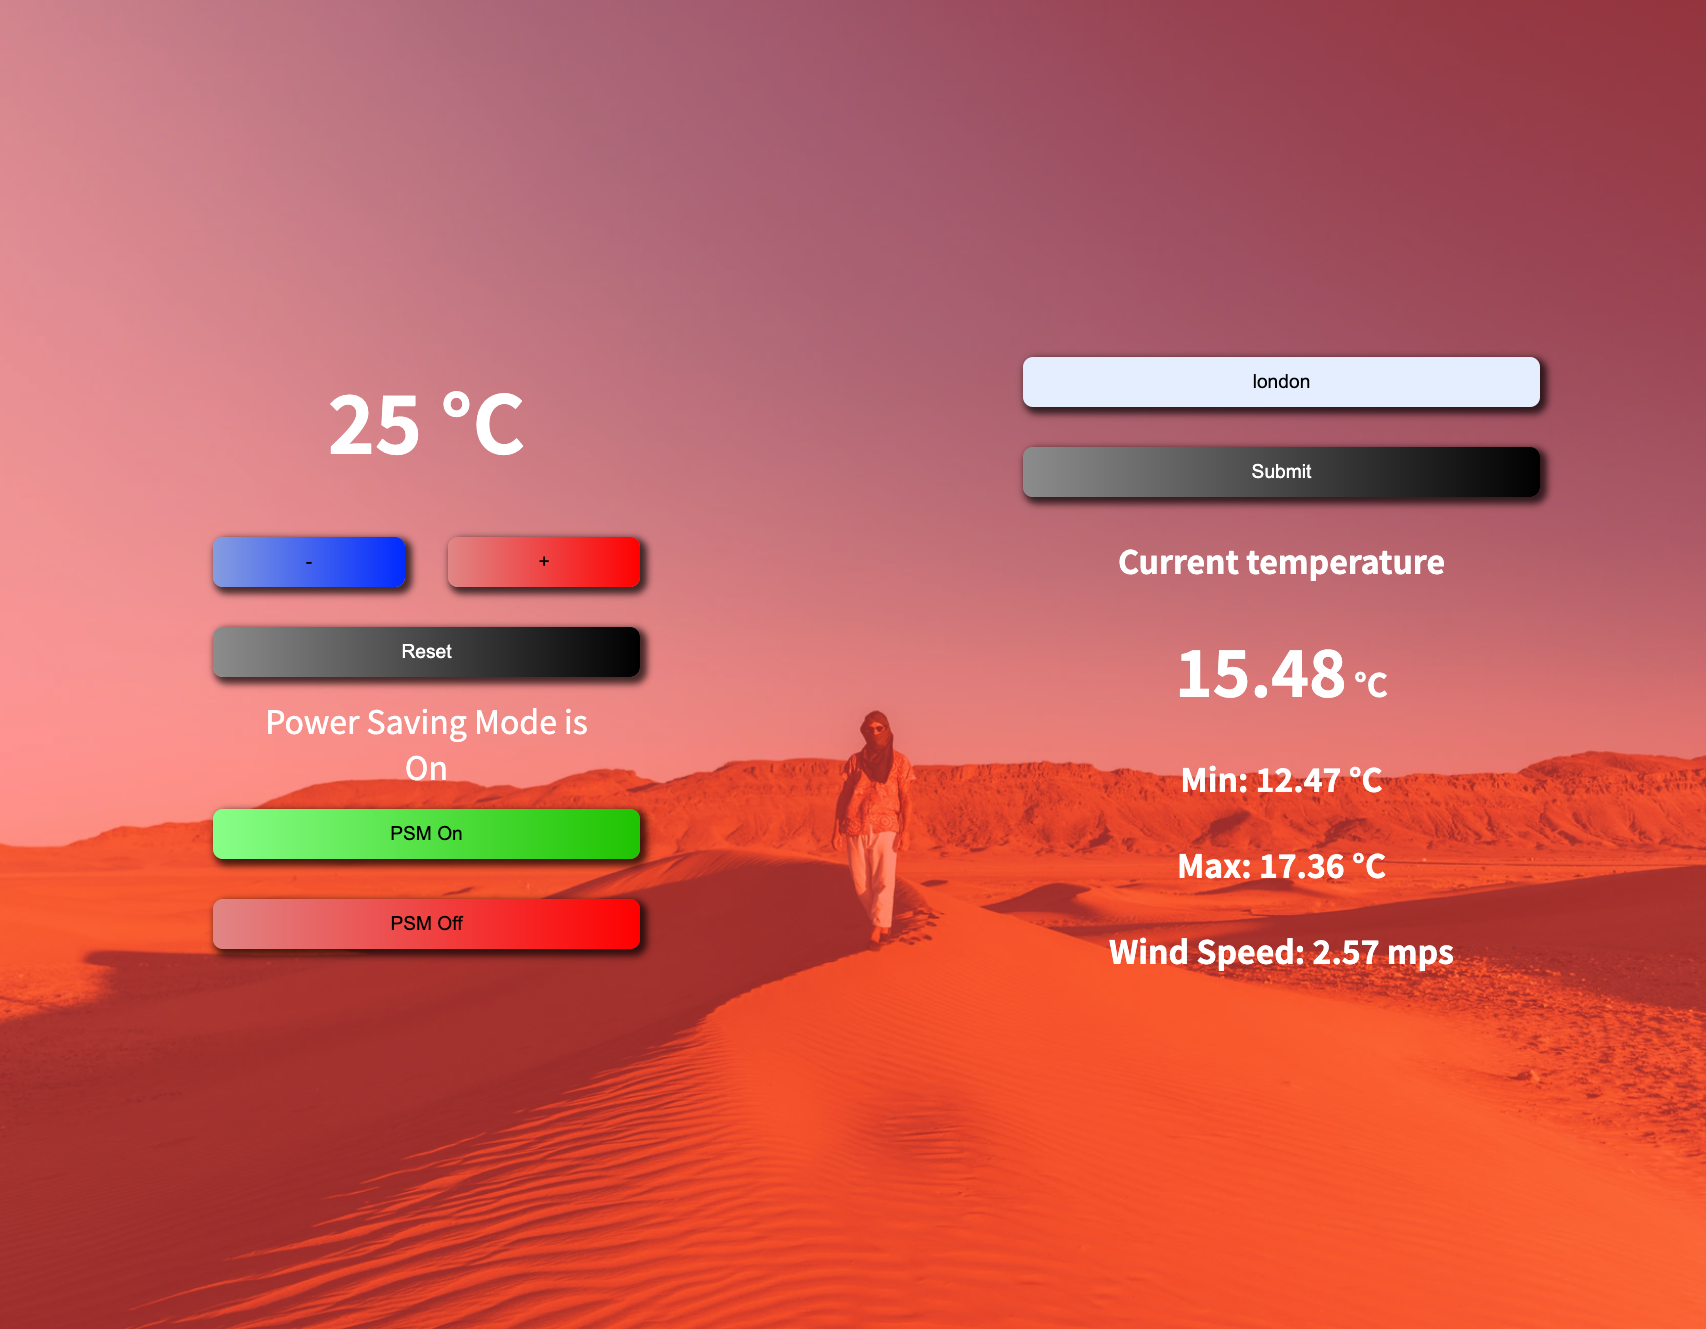 25 °C
-
+
Reset
Power Saving Mode is
On
PSM On
PSM Off
london
Submit
Current temperature
15.48 °C
Min: 12.47 °C
Max: 17.36 °C
Wind Speed: 2.57 mps